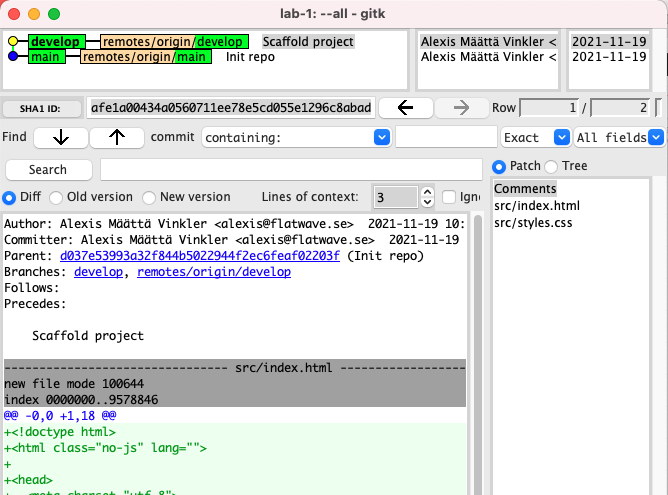 lab-1: --all - gitk
develop remotes/origin/develop Scaffold project Alexis Määttä Vinkler < 2021-11-19
main remotes/origin/main Init repo Alexis Määttä Vinkler < 2021-11-19
SHA1 ID: afe1a00434a0560711ee78e5cd055e1296c8abad Row 1 / 2
Find commit containing: Exact All fields
Search
Patch Tree
Diff Old version New version Lines of context: 3
Comments
src/index.html
src/styles.css
Author: Alexis Määttä Vinkler <alexis@flatwave.se> 2021-11-19 10:
Committer: Alexis Määttä Vinkler <alexis@flatwave.se> 2021-11-19
Parent: d037e53993a32f844b5022944f2ec6feaf02203f (Init repo)
Branches: develop, remotes/origin/develop
Follows:
Precedes:
Scaffold project
------------------------------ src/index.html ------------------
new file mode 100644
index 0000000..9578846
@@ -0,0 +1,18 @@
+<!doctype html>
+<html class="no-js" lang="">
+
+<head>
+ <meta charset="utf-8">